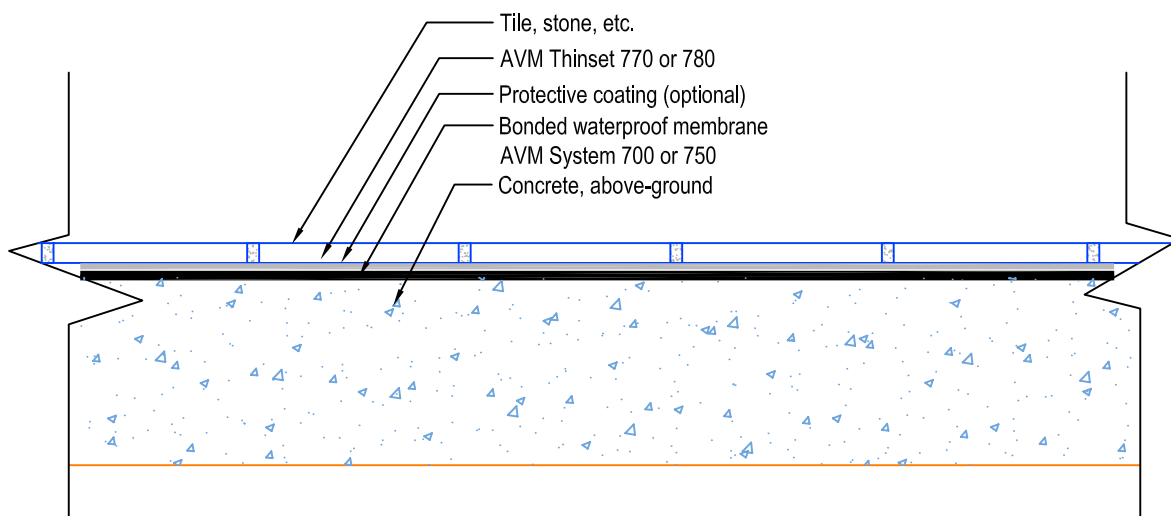 Tile, stone, etc.
AVM Thinset 770 or 780
Protective coating (optional)
Bonded waterproof membrane
AVM System 700 or 750
Concrete, above-ground